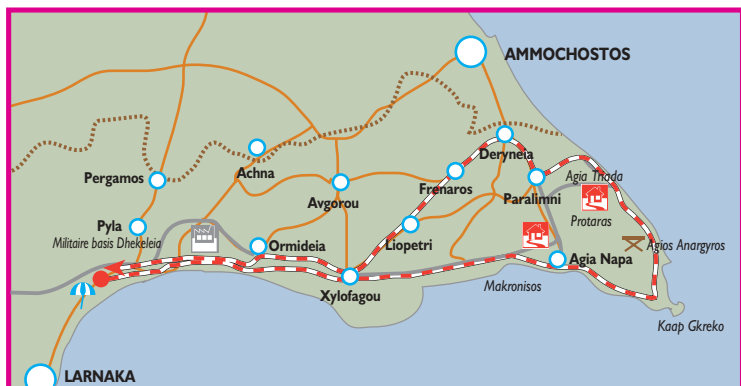 AMMOCHOSTOS
Deryneia
Achna
Agia Triada
Pergamos
Frenaros
Paralimni
Avgorou
Protaras
Pyla
Liopetri
Militaire basis Dhekeleia
Ormideia
Agios Anargyros
Agia Napa
Makronisos
Xylofagou
Kaap Gkreko
LARNAKA